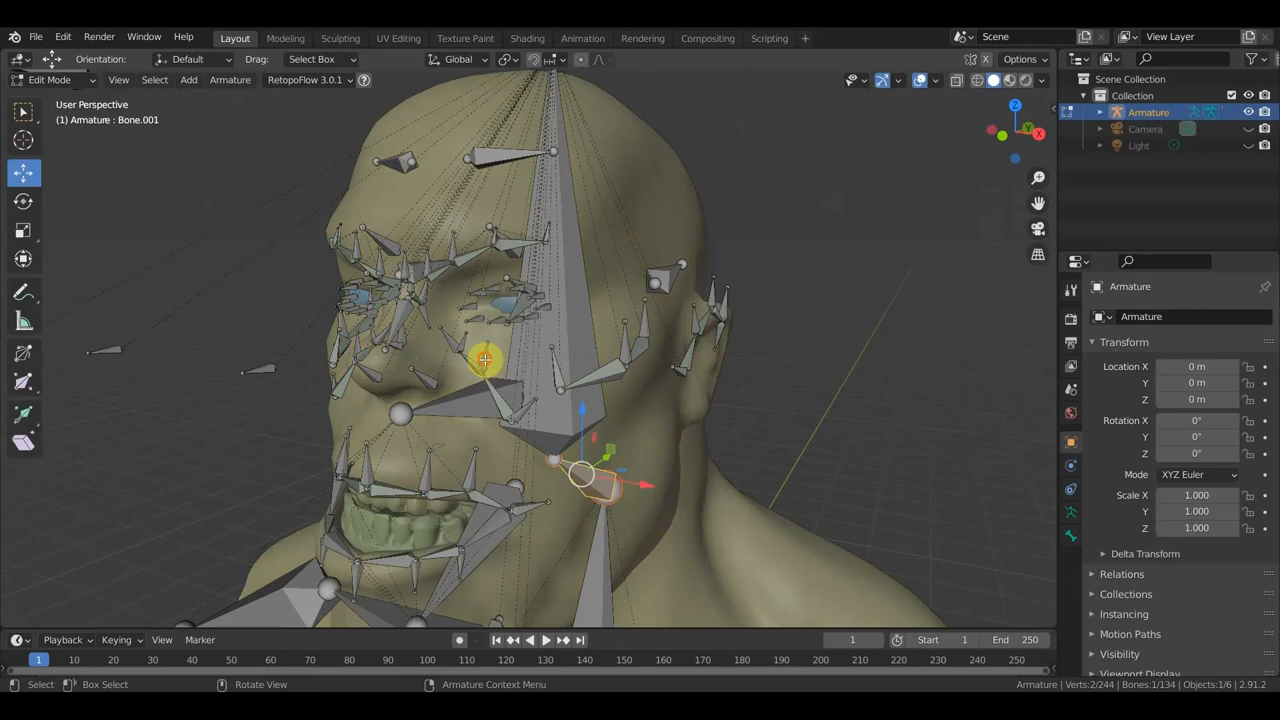 File Edit Render Window Help Layout Modeling Sculpting UV Editing Texture Paint Shading Animation Rendering Compositing Scripting + Scene View Layer
Orientation: Default Drag: Select Box Global X Options
Edit Mode View Select Add Armature RetopoFlow 3.0.1 ?
User Perspective
(1) Armature : Bone.001
Z
Y
X
Scene Collection
Collection
Armature
Camera
Light
Armature
Armature
Transform
Location X 0 m
Y 0 m
Z 0 m
Rotation X 0°
Y 0°
Z 0°
Mode XYZ Euler
Scale X 1.000
Y 1.000
Z 1.000
Delta Transform
Relations
Collections
Instancing
Motion Paths
Visibility
Viewport Display
Playback Keying View Marker 1 Start 1 End 250
1 10 20 30 40 50 60 70 80 90 100 110 120 130 140 150 160 170 180 190 200 210 220 230 240 250
Select Box Select Rotate View Armature Context Menu Armature | Verts:2/244 | Bones:1/134 | Objects:1/6 | 2.91.2